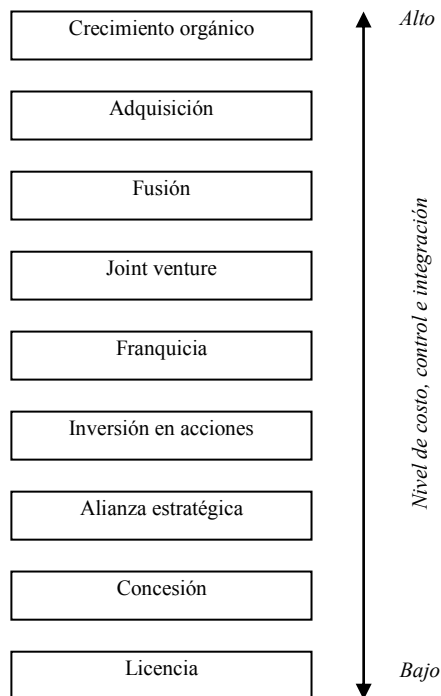 Crecimiento orgánico
Alto
Adquisición
Fusión
Joint venture
Franquicia
Inversión en acciones
Alianza estratégica
Concesión
Licencia
Nivel de costo, control e integración
Bajo